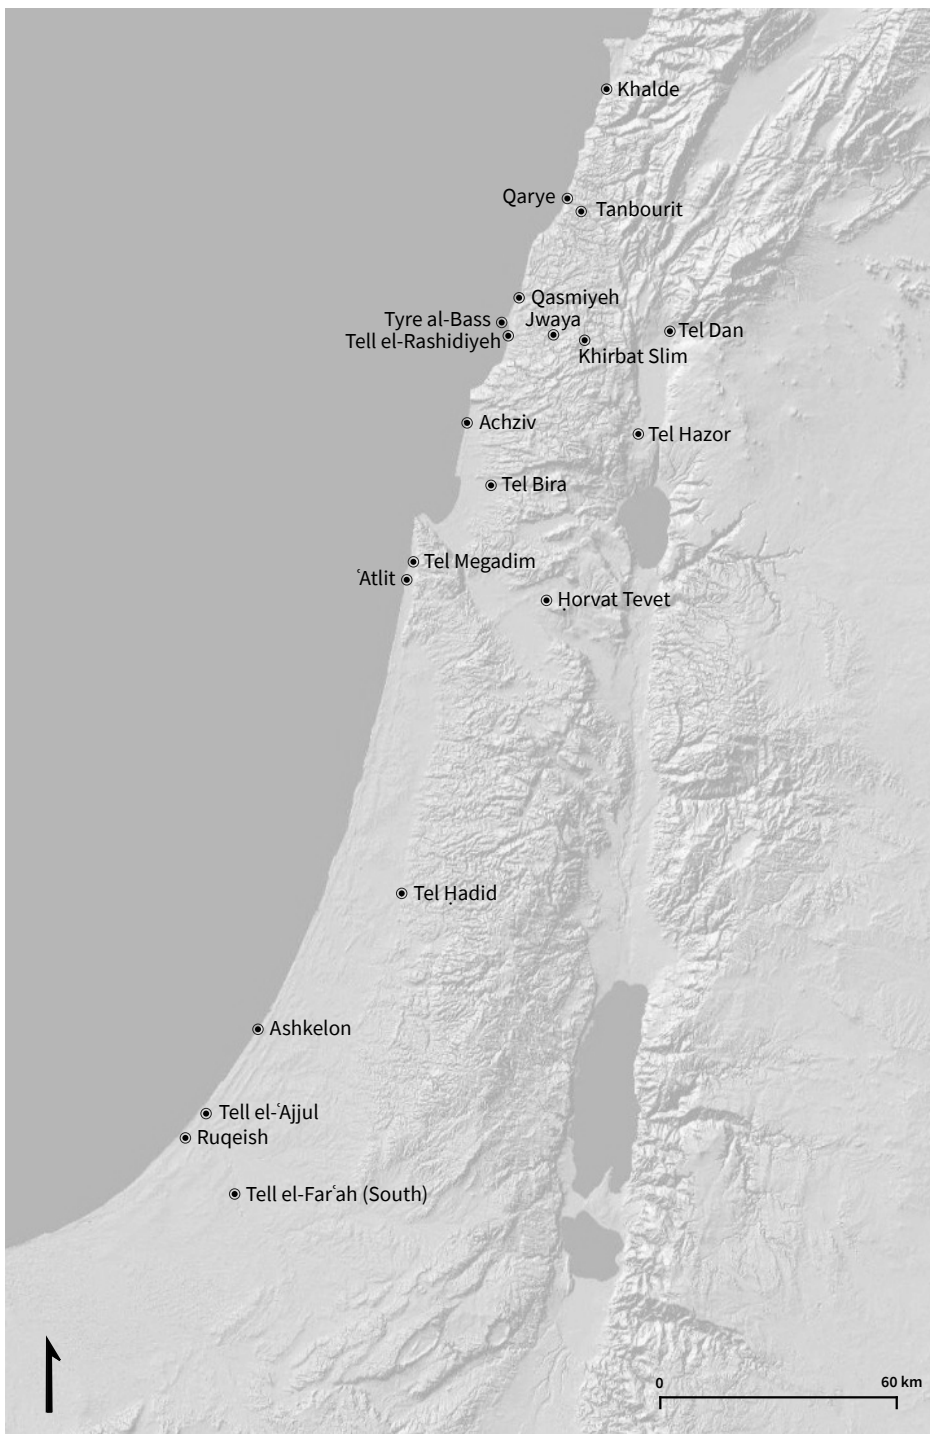 Khalde
Qarye
Tanbourit
Qasmiyeh
Tyre al-Bass
Jwaya
Tel Dan
Tell el-Rashidiyeh
Khirbat Slim
Achziv
Tel Hazor
Tel Bira
Tel Megadim
ʿAtlit
Ḥorvat Tevet
Tel Ḥadid
Ashkelon
Tell el-ʿAjjul
Ruqeish
Tell el-Farʿah (South)
0 60 km